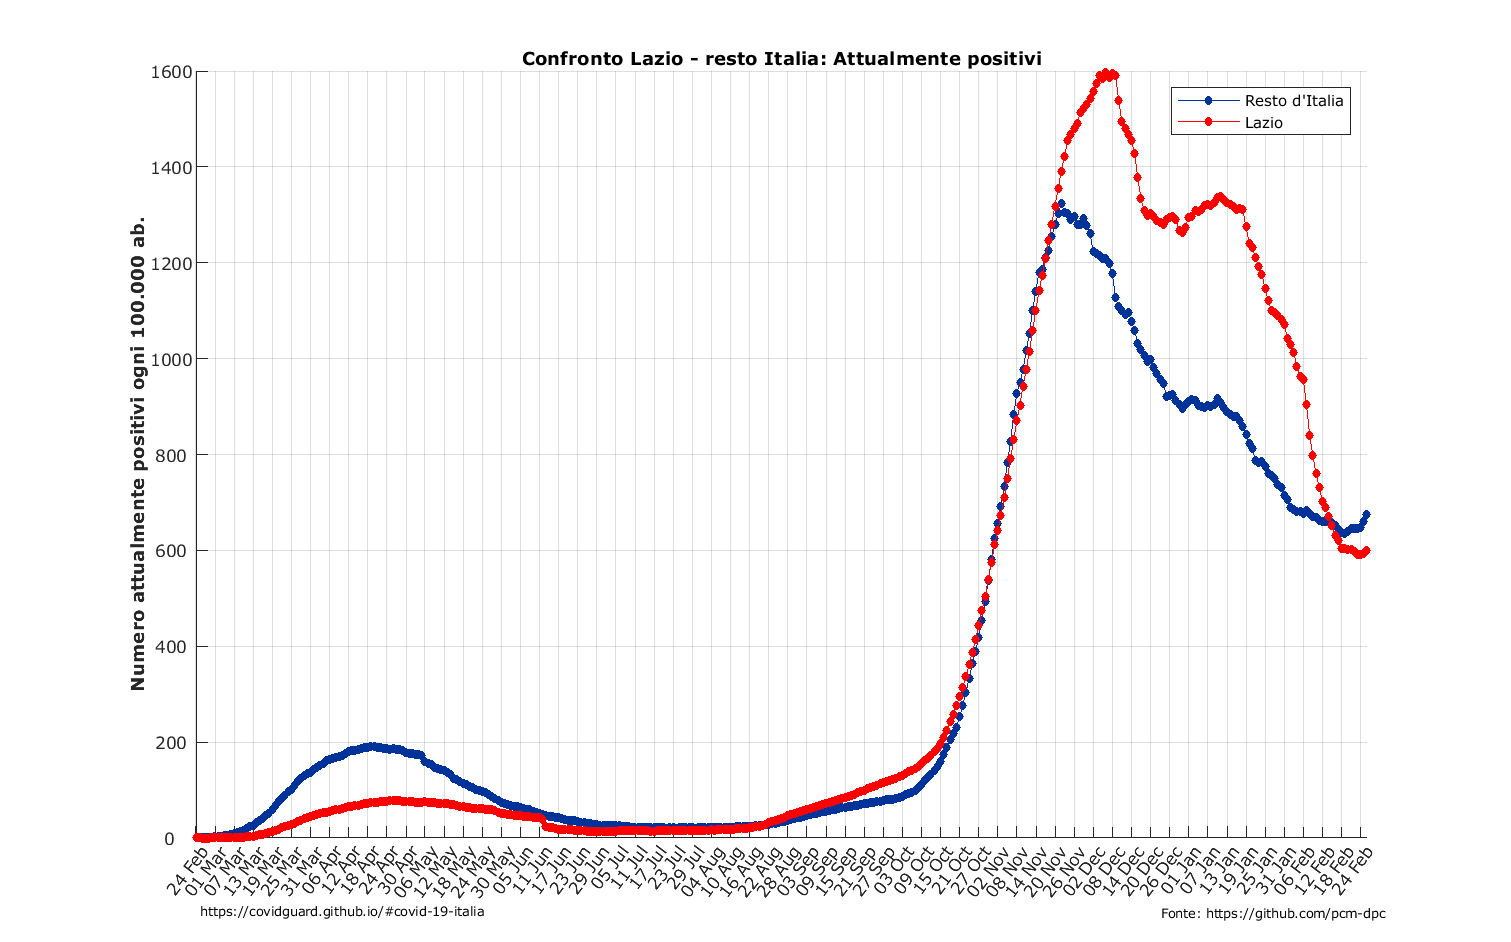 Confronto Lazio - resto Italia: Attualmente positivi
Resto d'Italia
Lazio
Numero attualmente positivi ogni 100.000 ab.
1600
1400
1200
1000
800
600
400
200
0
24 Feb
01 Mar
07 Mar
13 Mar
19 Mar
25 Mar
31 Mar
06 Apr
12 Apr
18 Apr
24 Apr
30 Apr
06 May
12 May
18 May
24 May
30 May
05 Jun
11 Jun
17 Jun
23 Jun
29 Jun
05 Jul
11 Jul
17 Jul
23 Jul
29 Jul
04 Aug
10 Aug
16 Aug
22 Aug
28 Aug
03 Sep
09 Sep
15 Sep
21 Sep
27 Sep
03 Oct
09 Oct
15 Oct
21 Oct
27 Oct
02 Nov
08 Nov
14 Nov
20 Nov
26 Nov
02 Dec
08 Dec
14 Dec
20 Dec
26 Dec
01 Jan
07 Jan
13 Jan
19 Jan
25 Jan
31 Jan
06 Feb
12 Feb
18 Feb
24 Feb
https://covidguard.github.io/#covid-19-italia
Fonte: https://github.com/pcm-dpc